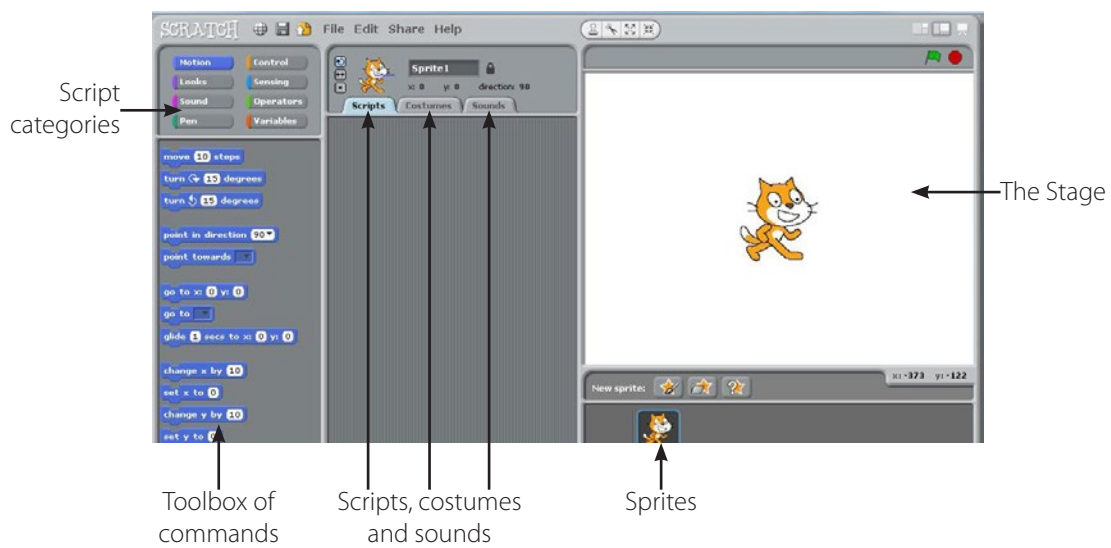 SCRATCH File Edit Share Help
Motion Control
Looks Sensing
Sound Operators
Pen Variables
Sprite1
x: 0 y: 0 direction: 90
Scripts Costumes Sounds
Script
categories
move 10 steps
turn 15 degrees
turn 15 degrees
point in direction 90
point towards
go to x: 0 y: 0
go to
glide 1 secs to x: 0 y: 0
change x by 10
set x to 0
change y by 10
set y to 0
The Stage
x: -373 y: -122
New sprite:
Toolbox of
commands
Scripts, costumes
and sounds
Sprites